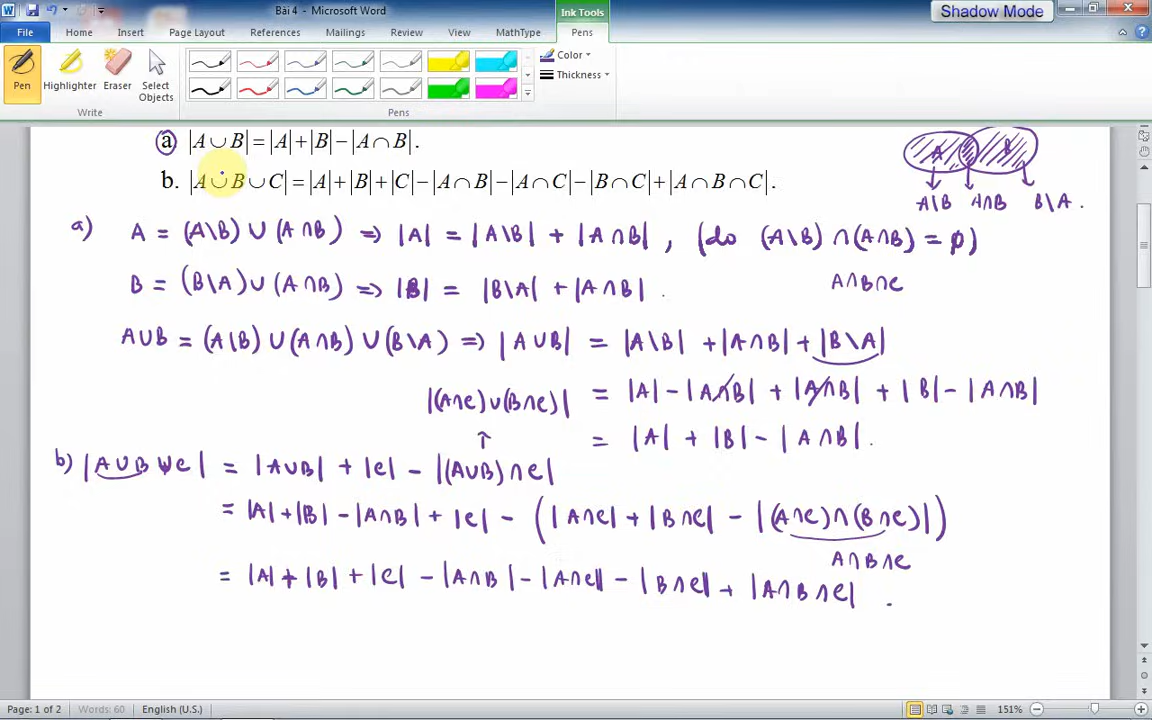 Bài 4 - Microsoft Word
Ink Tools
Shadow Mode
File Home Insert Page Layout References Mailings Review View MathType Pens
Pen Highlighter Eraser Select Objects
Color
Thickness
Write
Pens
a |A∪B| = |A|+|B|−|A∩B|.
b. |A∪B∪C| = |A|+|B|+|C|−|A∩B|−|A∩C|−|B∩C|+|A∩B∩C|.
A B
A\B A∩B B\A .
a) A = (A\B) ∪ (A∩B) => |A| = |A\B| + |A∩B| , (do (A\B) ∩ (A∩B) = ∅)
B = (B\A) ∪ (A∩B) => |B| = |B\A| + |A∩B| .
A∩B∩C
A∪B = (A\B) ∪ (A∩B) ∪ (B\A) => |A∪B| = |A\B| + |A∩B| + |B\A|
|(A∩C)∪(B∩C)| = |A| − |A∩B| + |A∩B| + |B| − |A∩B|
↑ = |A| + |B| − |A∩B| .
b) |A∪B∪C| = |A∪B| + |C| − |(A∪B)∩C|
= |A|+|B| − |A∩B| + |C| − (|A∩C| + |B∩C| − |(A∩C)∩(B∩C)|)
A∩B∩C
= |A| + |B| + |C| − |A∩B| − |A∩C| − |B∩C| + |A∩B∩C| .
Page: 1 of 2 Words: 60 English (U.S.) 151%